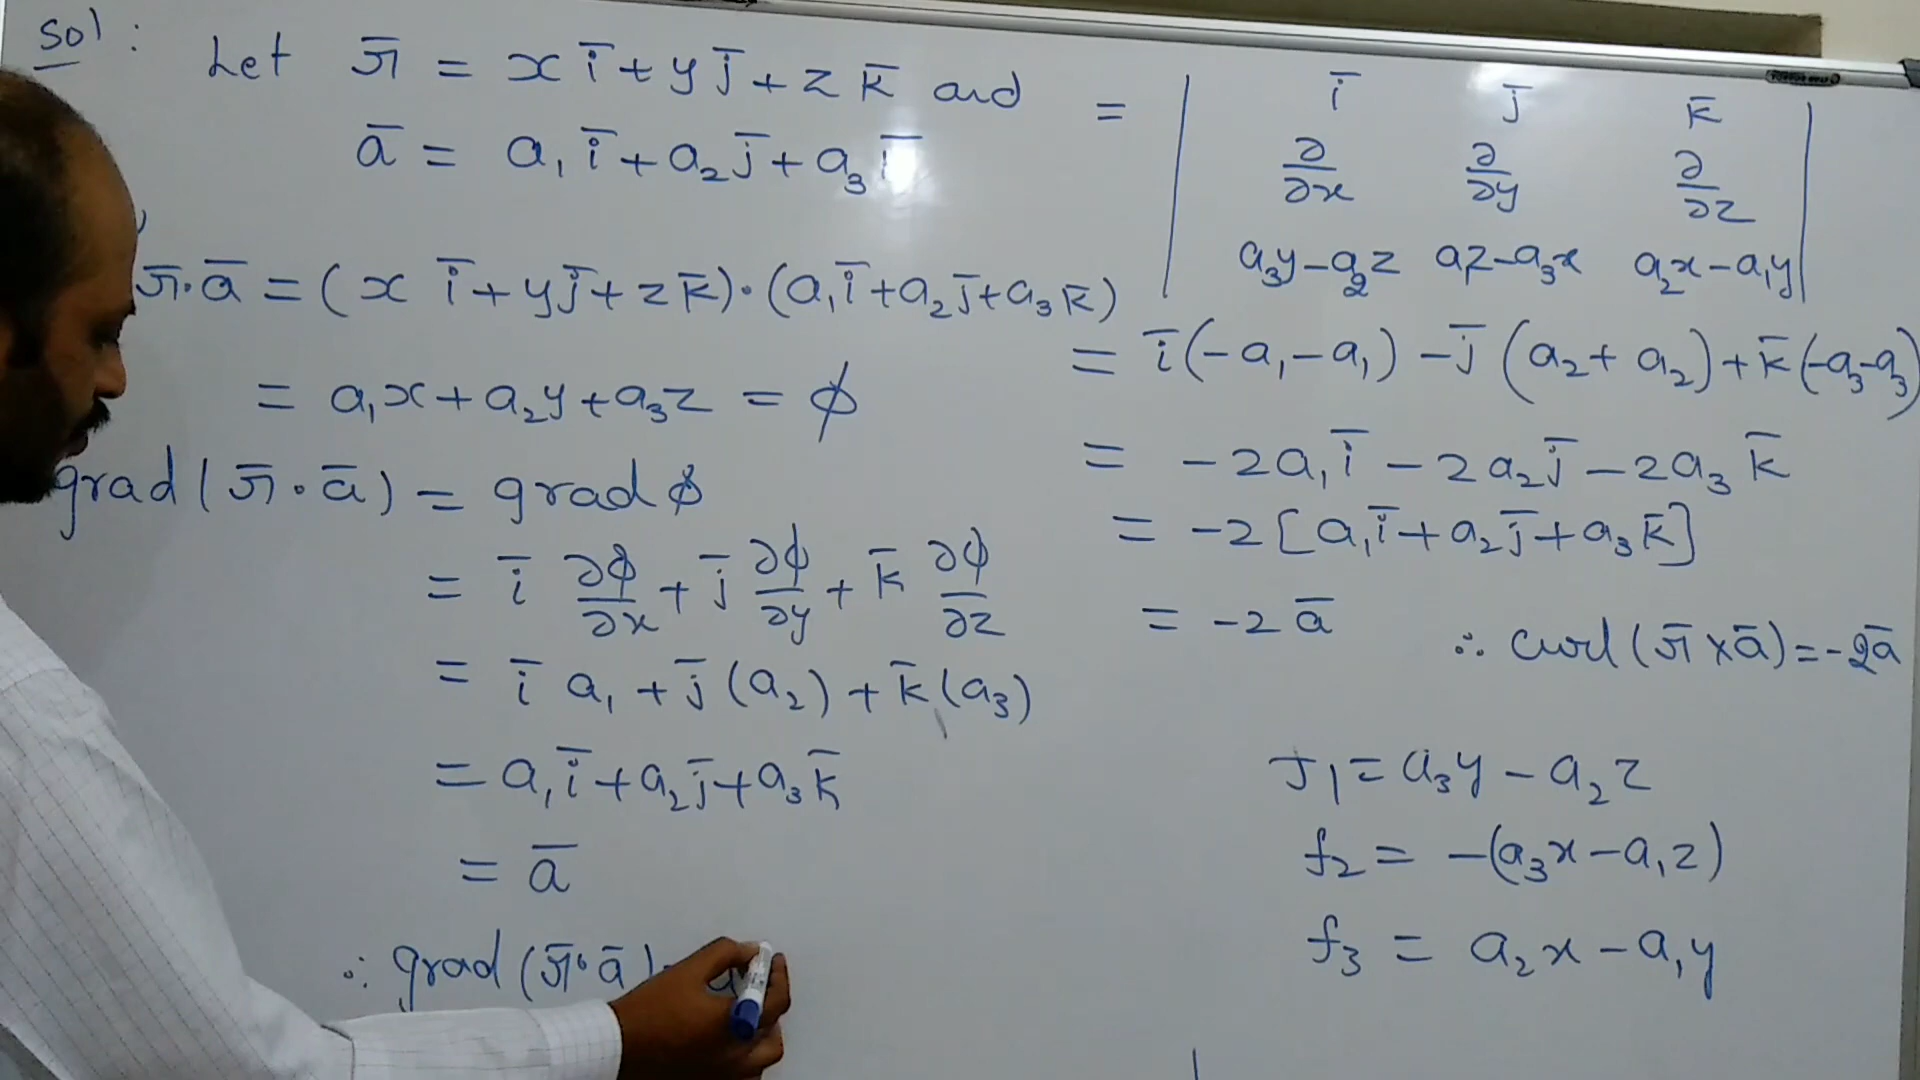 Sol :
Let r̄ = x ī + y j̄ + z k̄ and
ā = a₁ ī + a₂ j̄ + a₃ ī
r̄·ā = (x ī + y j̄ + z k̄)·(a₁ ī + a₂ j̄ + a₃ k̄)
= a₁x + a₂y + a₃z = ϕ
grad (r̄·ā) = grad ϕ
= ī ∂ϕ/∂x + j̄ ∂ϕ/∂y + k̄ ∂ϕ/∂z
= ī a₁ + j̄ (a₂) + k̄ (a₃)
= a₁ ī + a₂ j̄ + a₃ k̄
= ā
∴ grad (r̄·ā) =
= | ī j̄ k̄ |
| ∂/∂x ∂/∂y ∂/∂z |
| a₃y − a₂z az − a₃x a₂x − a₁y |
= ī (−a₁ − a₁) − j̄ (a₂ + a₂) + k̄ (−a₃ − a₃)
= −2a₁ ī − 2a₂ j̄ − 2a₃ k̄
= −2 [a₁ ī + a₂ j̄ + a₃ k̄]
= −2 ā
∴ curl (r̄ × ā) = −2ā
f₁ = a₃y − a₂z
f₂ = −(a₃x − a₁z)
f₃ = a₂x − a₁y